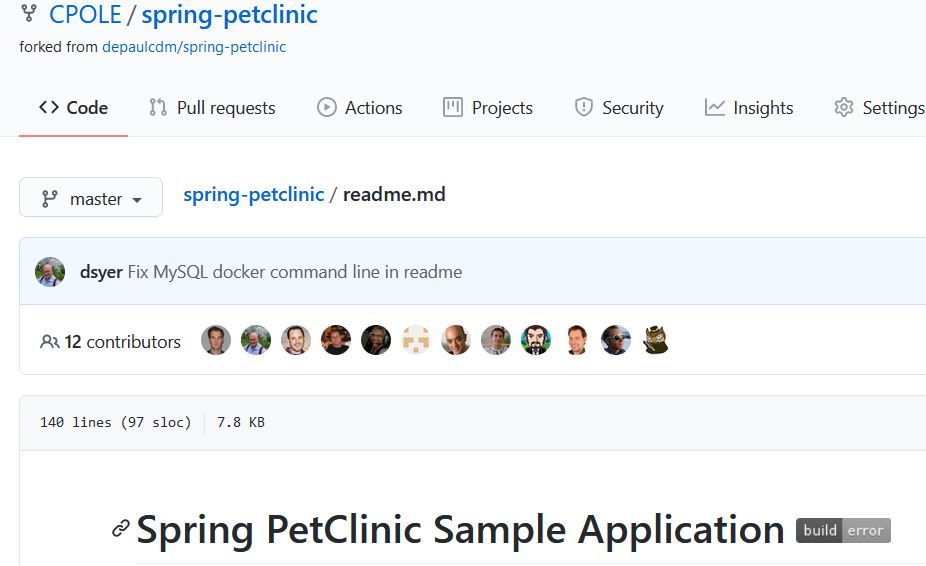 CPOLE / spring-petclinic
forked from depaulcdm/spring-petclinic
Code Pull requests Actions Projects Security Insights Settings
master spring-petclinic / readme.md
dsyer Fix MySQL docker command line in readme
12 contributors
140 lines (97 sloc) 7.8 KB
Spring PetClinic Sample Application build error